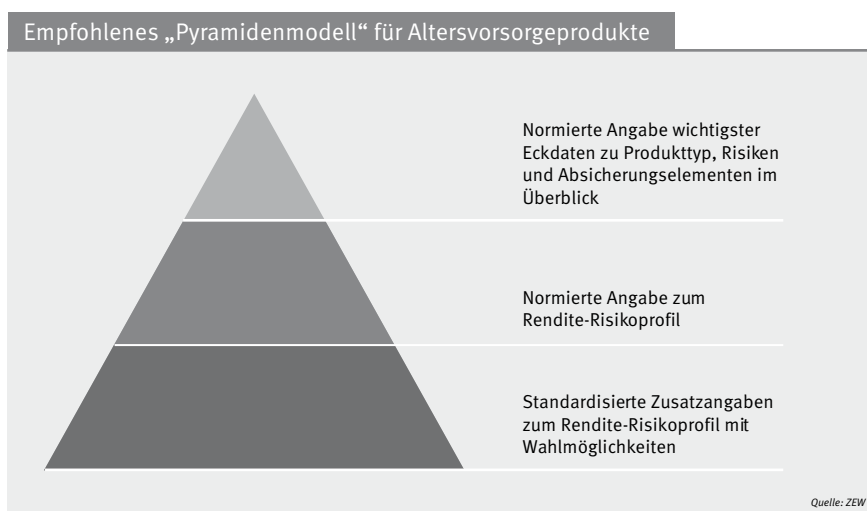 Empfohlenes „Pyramidenmodell“ für Altersvorsorgeprodukte
Normierte Angabe wichtigster
Eckdaten zu Produkttyp, Risiken
und Absicherungselementen im
Überblick
Normierte Angabe zum
Rendite-Risikoprofil
Standardisierte Zusatzangaben
zum Rendite-Risikoprofil mit
Wahlmöglichkeiten
Quelle: ZEW